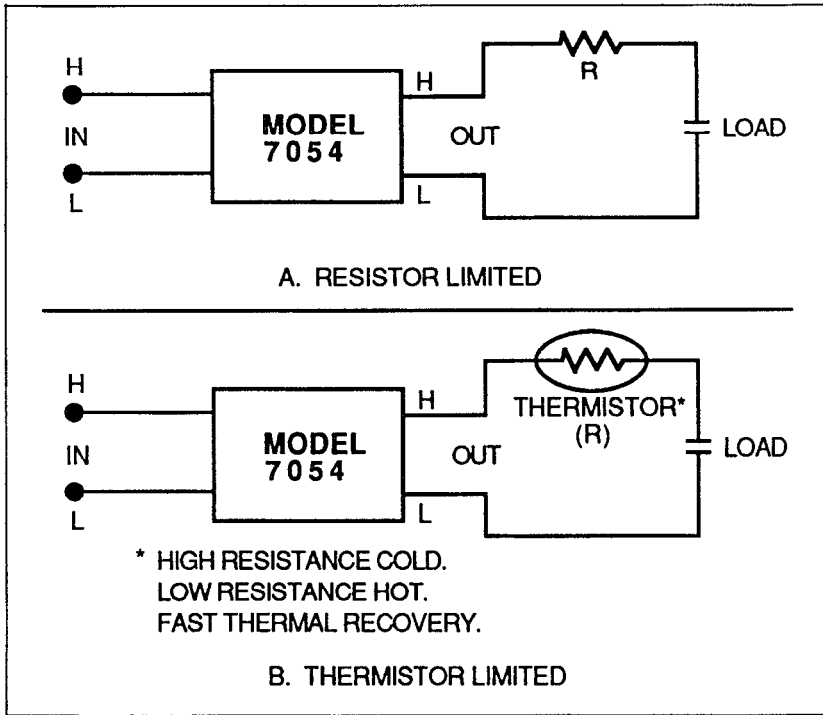 H
H
R
IN
MODEL
7054
OUT
LOAD
L
L
A. RESISTOR LIMITED
H
H
THERMISTOR*
(R)
IN
MODEL
7054
OUT
LOAD
L
L
* HIGH RESISTANCE COLD.
LOW RESISTANCE HOT.
FAST THERMAL RECOVERY.
B. THERMISTOR LIMITED